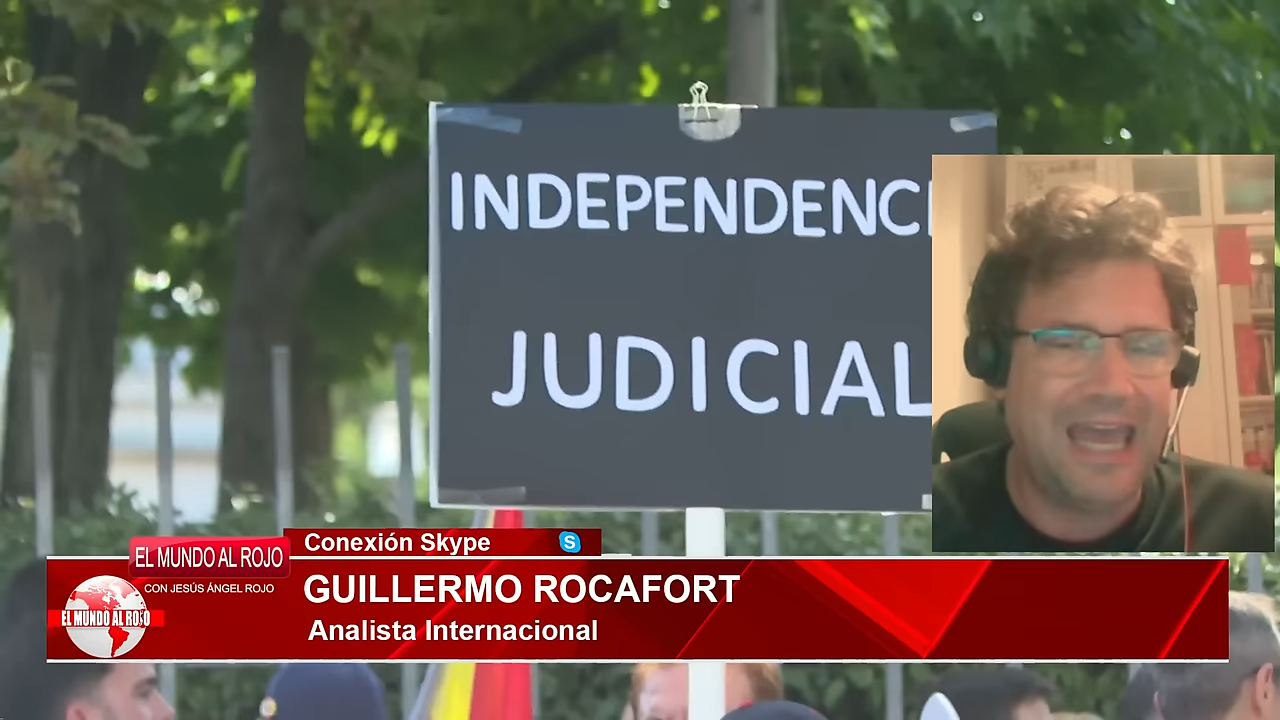 INDEPENDENCI
JUDICIAL
Conexión Skype
EL MUNDO AL ROJO
CON JESÚS ÁNGEL ROJO
GUILLERMO ROCAFORT
EL MUNDO AL ROJO
Analista Internacional